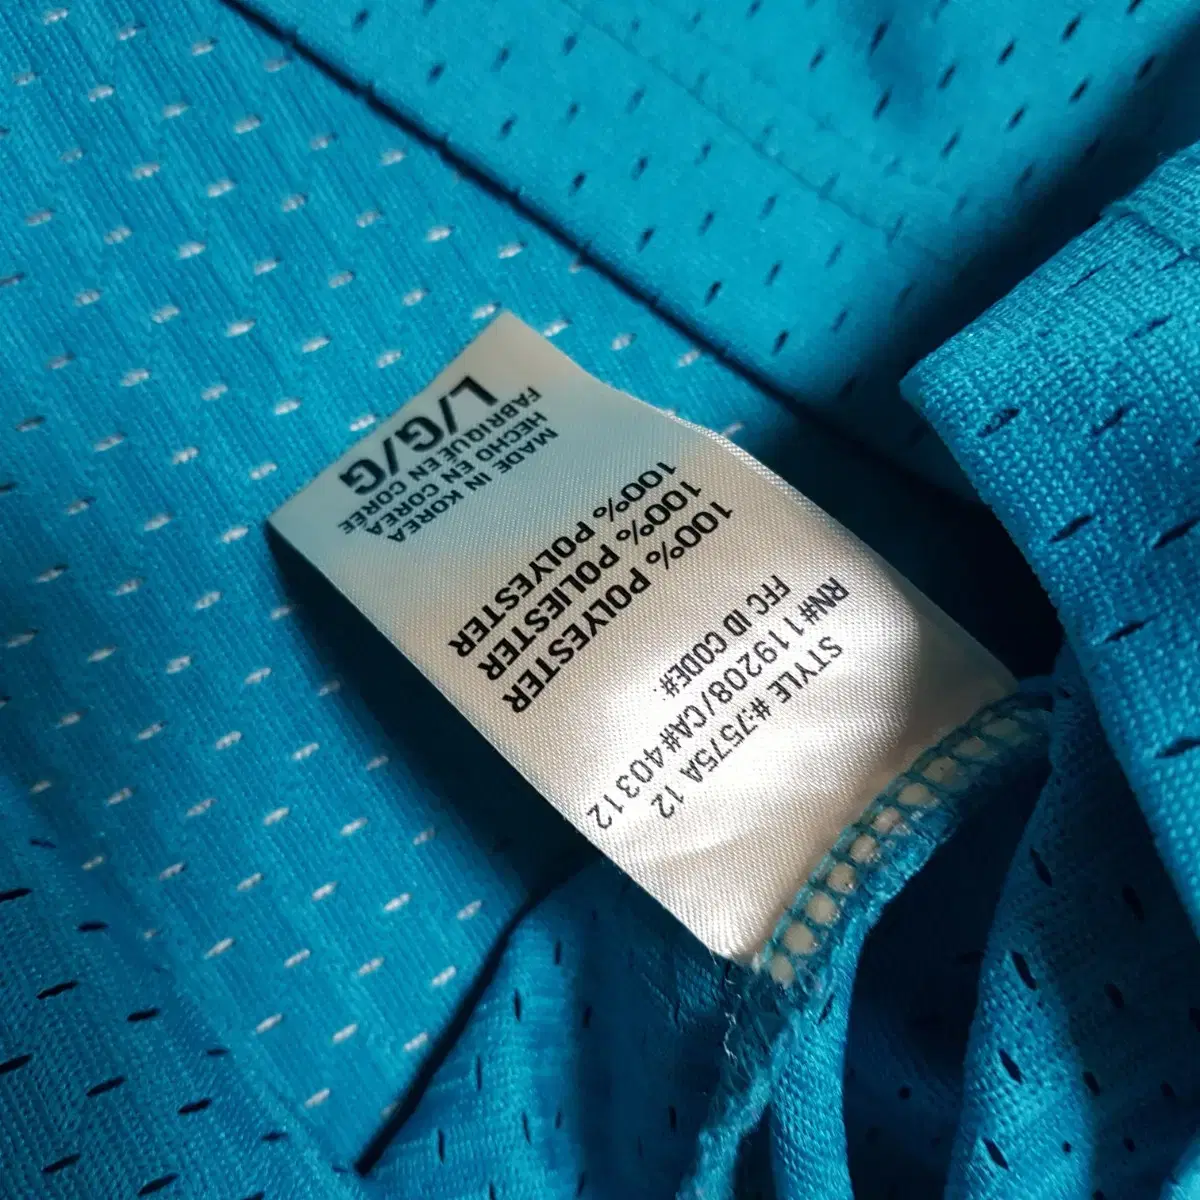 L/G/G
FABRIQUÉ EN CORÉE
HECHO EN COREA
MADE IN KOREA
100% POLYESTER
100% POLIESTER
100% POLYESTER
FFC ID CODE#:
RN#119208/CA#40312
STYLE #:7575A 12